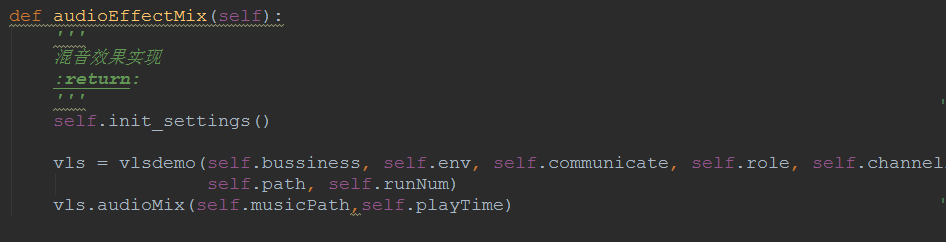 def audioEffectMix(self):
'''
混音效果实现
:return:
'''
self.init_settings()
vls = vlsdemo(self.bussiness, self.env, self.communicate, self.role, self.channel
self.path, self.runNum)
vls.audioMix(self.musicPath,self.playTime)